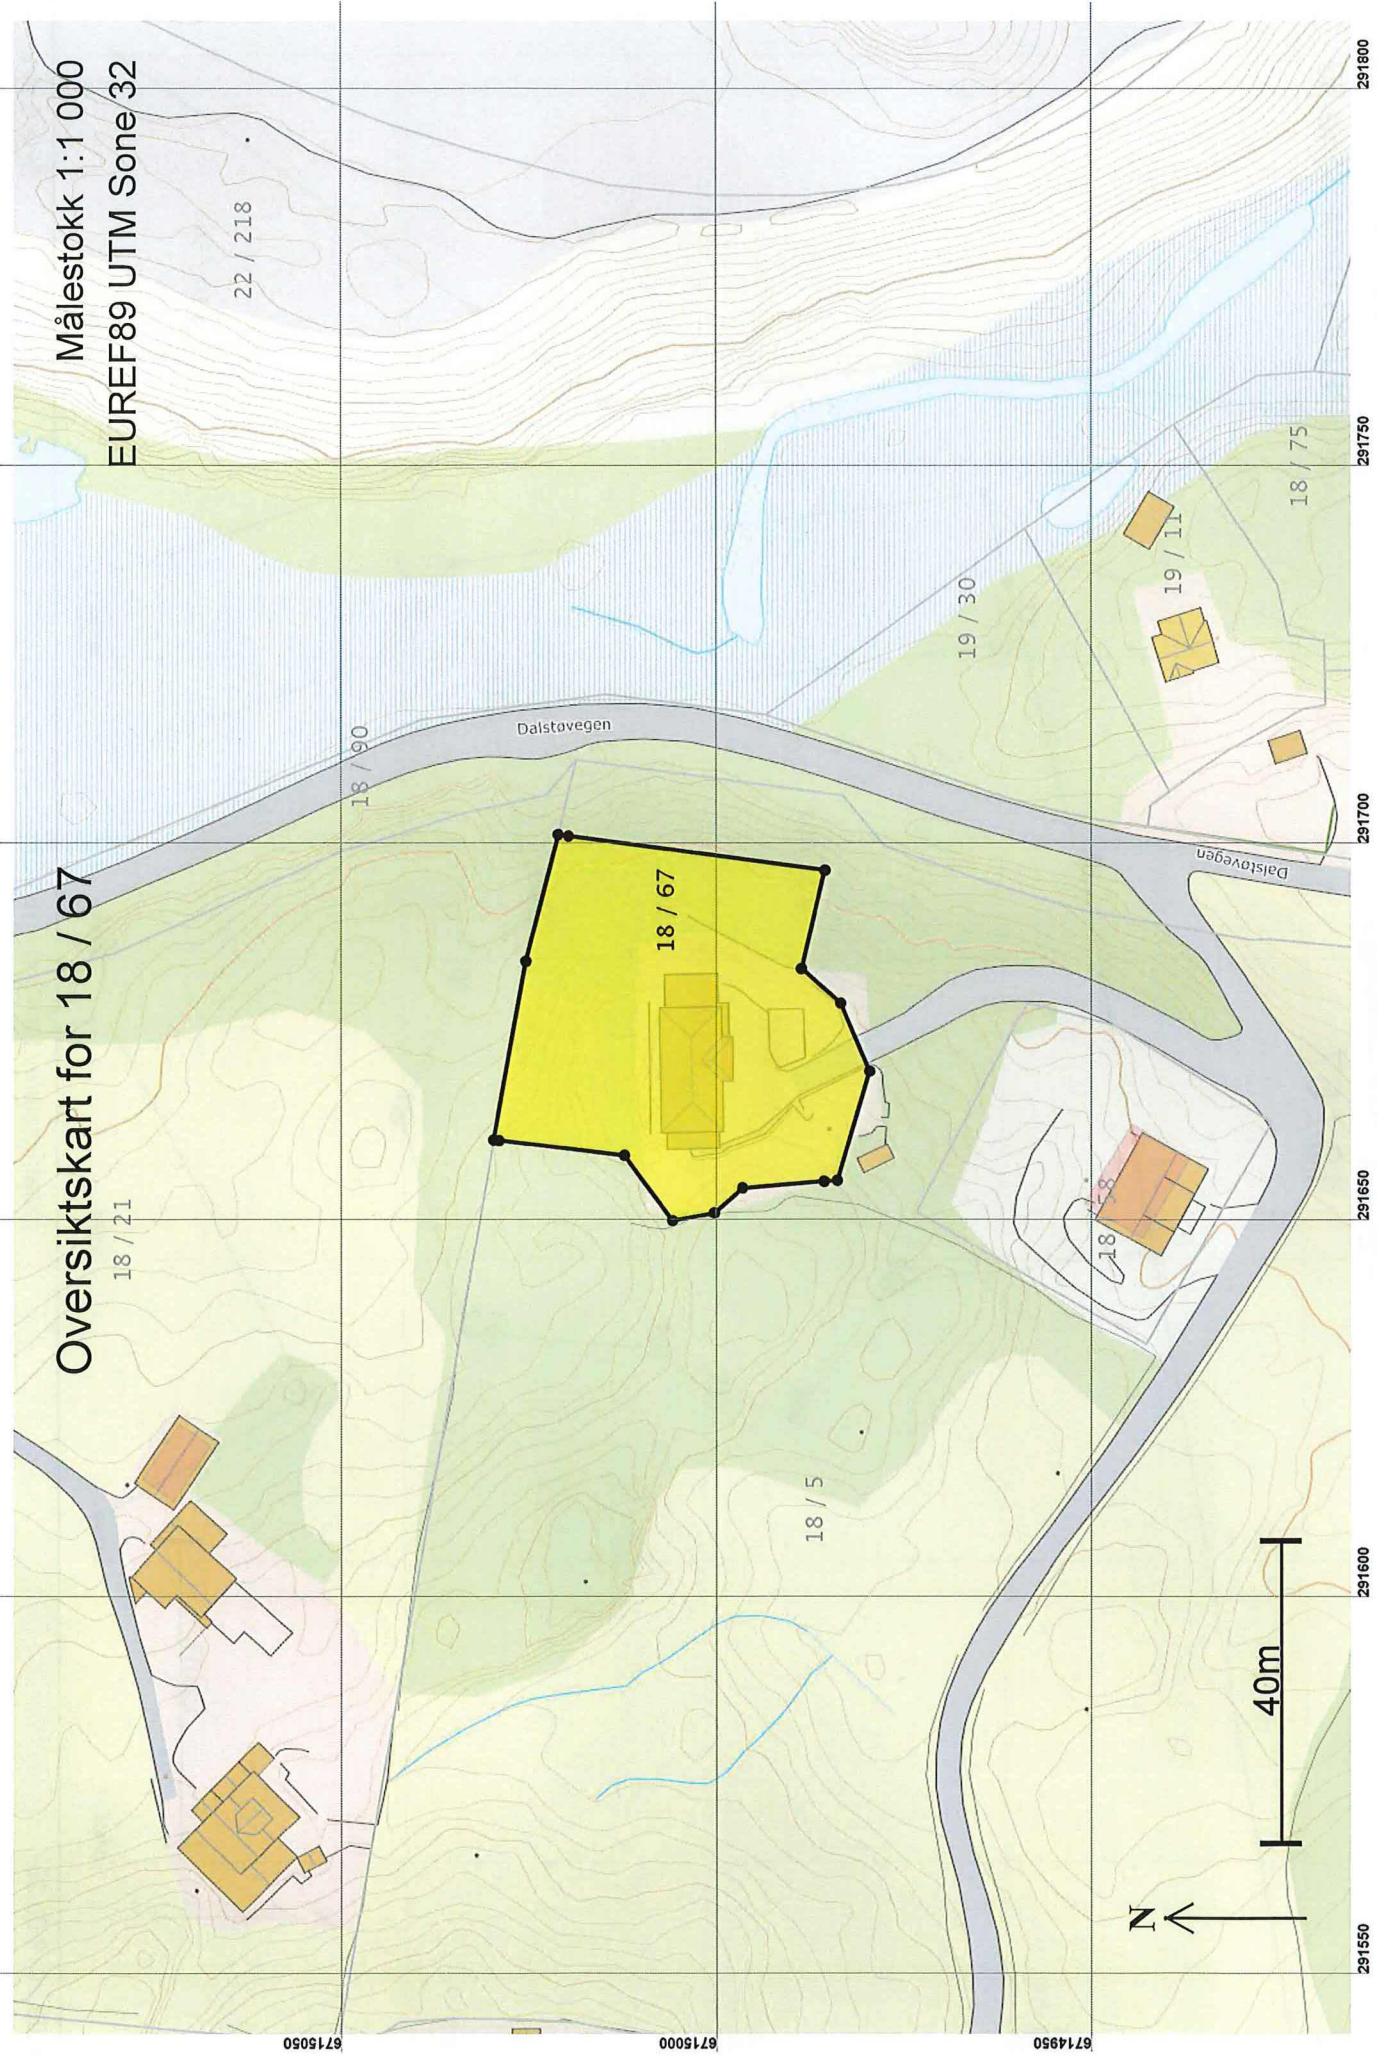 Oversiktskart for 18 / 67
Målestokk 1:1 000
EUREF89 UTM Sone 32
18 / 21
18 / 90
22 / 218
Dalstøvegen
18 / 67
18 / 5
19 / 30
19 / 11
18 / 75
Dalstøvegen
N
40m
6715050
6715000
6714950
291550
291600
291650
291700
291750
291800